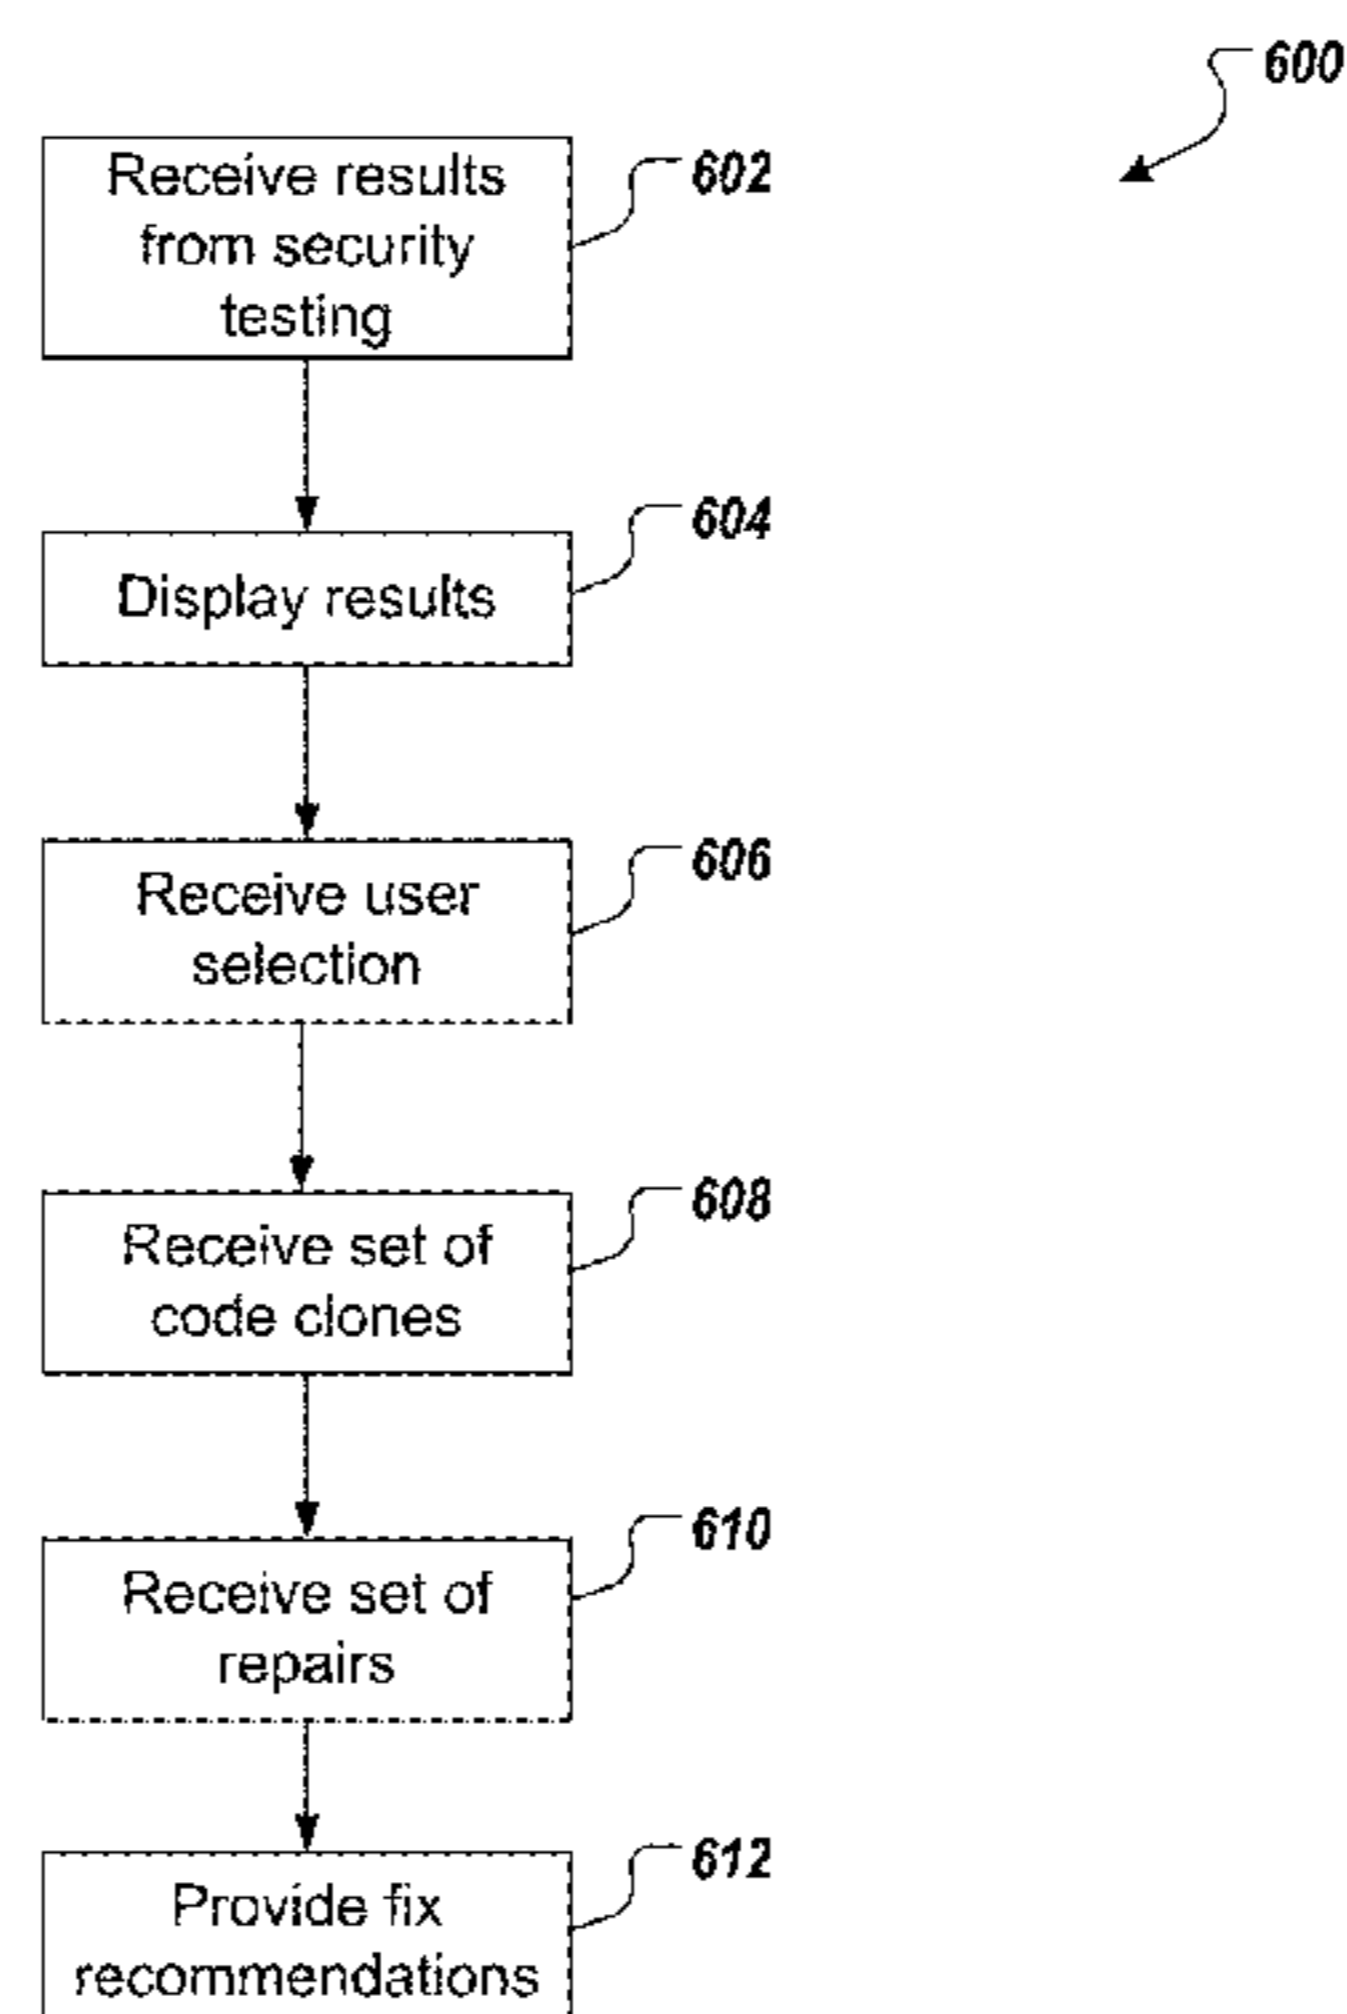 600
Receive results
from security
testing
602
Display results
604
Receive user
selection
606
Receive set of
code clones
608
Receive set of
repairs
610
Provide fix
recommendations
612